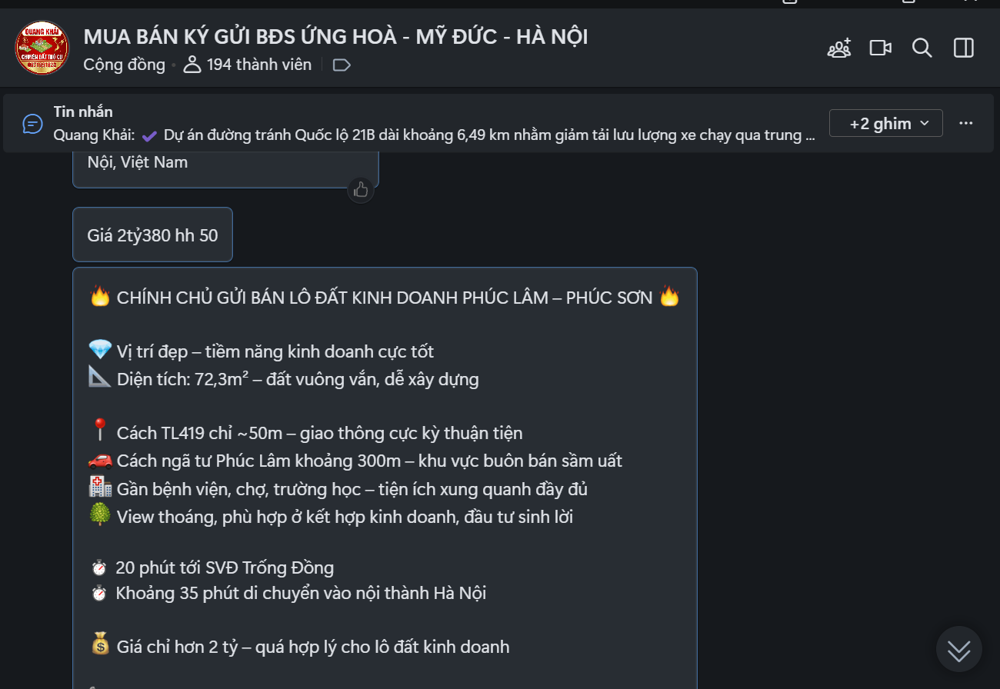 MUA BÁN KÝ GỬI BĐS ỨNG HOÀ - MỸ ĐỨC - HÀ NỘI
Cộng đồng
194 thành viên
QUANG KHẢI
CHUYÊN ĐẤT THỔ CƯ
Tin nhắn
Quang Khải: ✔ Dự án đường tránh Quốc lộ 21B dài khoảng 6,49 km nhằm giảm tải lưu lượng xe chạy qua trung ...
+2 ghim
Nội, Việt Nam
Giá 2tỷ380 hh 50
🔥 CHÍNH CHỦ GỬI BÁN LÔ ĐẤT KINH DOANH PHÚC LÂM – PHÚC SƠN 🔥
💎 Vị trí đẹp – tiềm năng kinh doanh cực tốt
📐 Diện tích: 72,3m² – đất vuông vắn, dễ xây dựng
📍 Cách TL419 chỉ ~50m – giao thông cực kỳ thuận tiện
🚗 Cách ngã tư Phúc Lâm khoảng 300m – khu vực buôn bán sầm uất
🏥 Gần bệnh viện, chợ, trường học – tiện ích xung quanh đầy đủ
🌳 View thoáng, phù hợp ở kết hợp kinh doanh, đầu tư sinh lời
⏱ 20 phút tới SVĐ Trống Đồng
⏱ Khoảng 35 phút di chuyển vào nội thành Hà Nội
💰 Giá chỉ hơn 2 tỷ – quá hợp lý cho lô đất kinh doanh